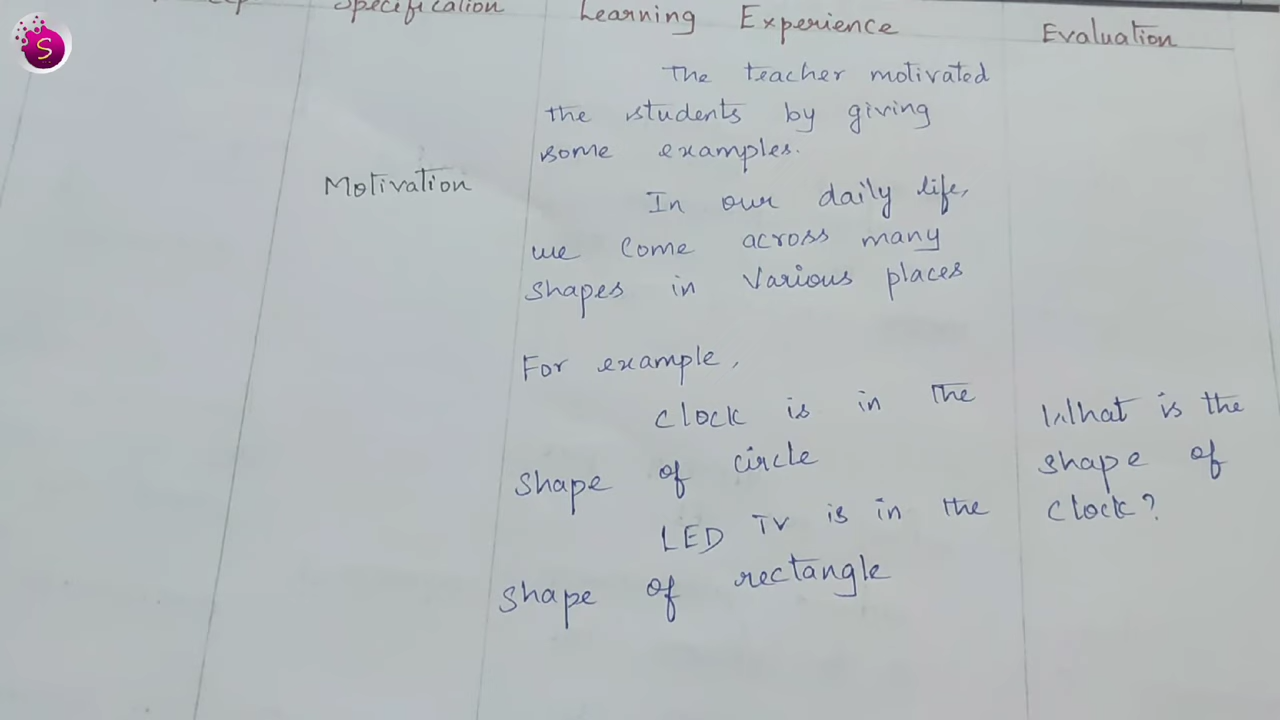 Specification
Learning Experience
Evaluation
The teacher motivated
the students by giving
some examples.
Motivation
In our daily life,
we come across many
shapes in various places
For example,
Clock is in the
shape of circle
LED TV is in the
shape of rectangle
What is the
shape of
clock?
S